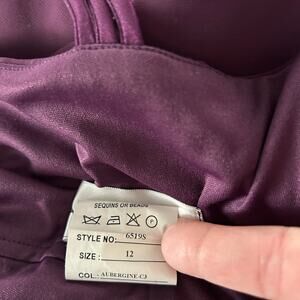 SEQUINS OR BEADS
STYLE NO: 6519S
SIZE: 12
COL.: AUBERGINE-C3